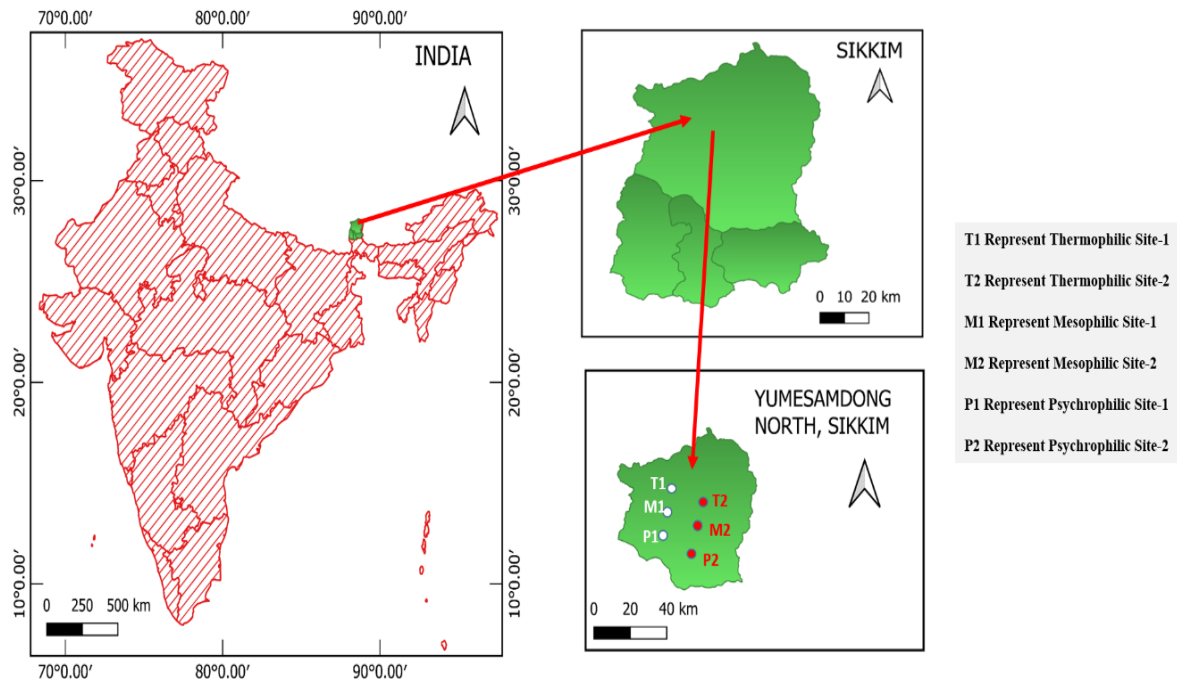 70°0.00′ 80°0.00′ 90°0.00′
INDIA
30°0.00′
20°0.00′
10°0.00′
30°0.00′
20°0.00′
10°0.00′
0 250 500 km
70°0.00′ 80°0.00′ 90°0.00′
SIKKIM
0 10 20 km
YUMESAMDONG
NORTH, SIKKIM
T1
M1
P1
T2
M2
P2
0 20 40 km
T1 Represent Thermophilic Site-1
T2 Represent Thermophilic Site-2
M1 Represent Mesophilic Site-1
M2 Represent Mesophilic Site-2
P1 Represent Psychrophilic Site-1
P2 Represent Psychrophilic Site-2